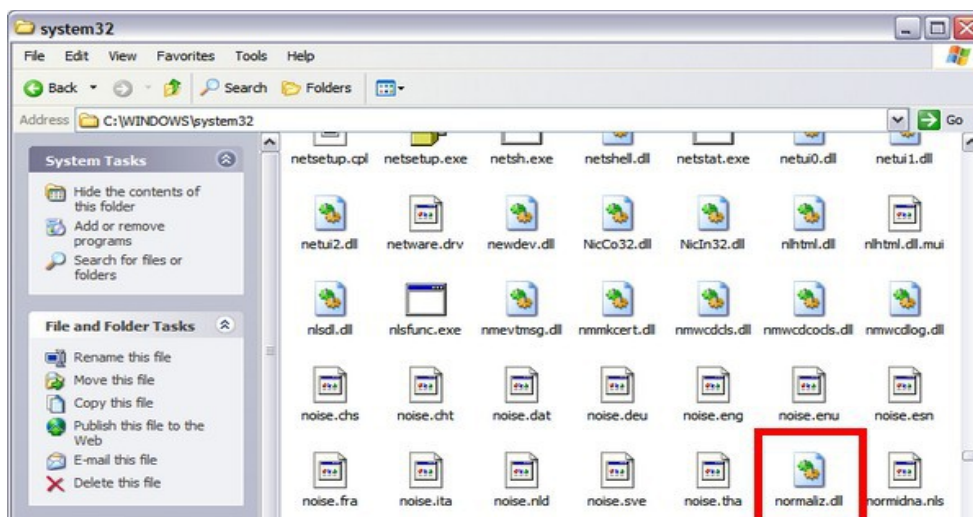 system32
File Edit View Favorites Tools Help
Back Search Folders
Address C:\WINDOWS\system32 Go
System Tasks
Hide the contents of
this folder
Add or remove
programs
Search for files or
folders
File and Folder Tasks
Rename this file
Move this file
Copy this file
Publish this file to the
Web
E-mail this file
Delete this file
netsetup.cpl netsetup.exe netsh.exe netshell.dll netstat.exe netui0.dll netui1.dll
netui2.dll netware.drv newdev.dll NicCo32.dll NicIn32.dll nlhtml.dll nlhtml.dll.mui
nlsdl.dll nlsfunc.exe nmevtmsg.dll nmmkcert.dll nmwcdcls.dll nmwcdcocls.dll nmwcdlog.dll
noise.chs noise.cht noise.dat noise.deu noise.eng noise.enu noise.esn
noise.fra noise.ita noise.nld noise.sve noise.tha normaliz.dll normidna.nls